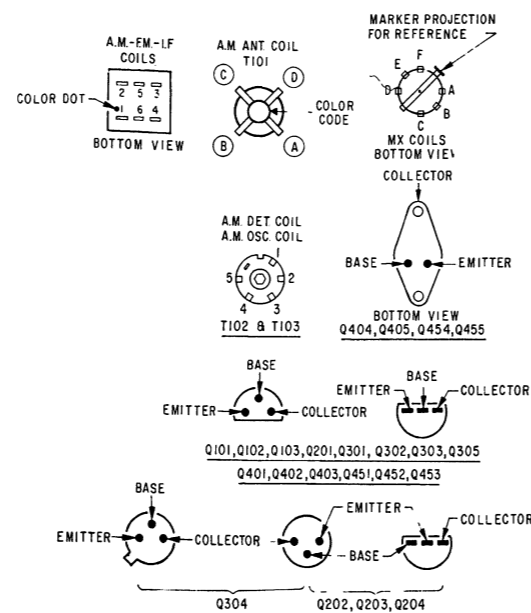 MARKER PROJECTION
FOR REFERENCE
A.M.-F.M.-I.F
COILS
2 5 3
1 6 4
COLOR DOT
BOTTOM VIEW
A.M. ANT. COIL
T101
C
D
B
A
COLOR
CODE
F
E
D
A
B
C
MX COILS
BOTTOM VIEW
COLLECTOR
BASE
EMITTER
BOTTOM VIEW
Q404, Q405, Q454, Q455
A.M. DET. COIL
A.M. OSC. COIL
5
2
4
3
T102 & T103
BASE
EMITTER
COLLECTOR
BASE
EMITTER
COLLECTOR
Q101, Q102, Q103, Q201, Q301, Q302, Q303, Q305
Q401, Q402, Q403, Q451, Q452, Q453
BASE
EMITTER
COLLECTOR
EMITTER
BASE
COLLECTOR
Q304
Q202, Q203, Q204